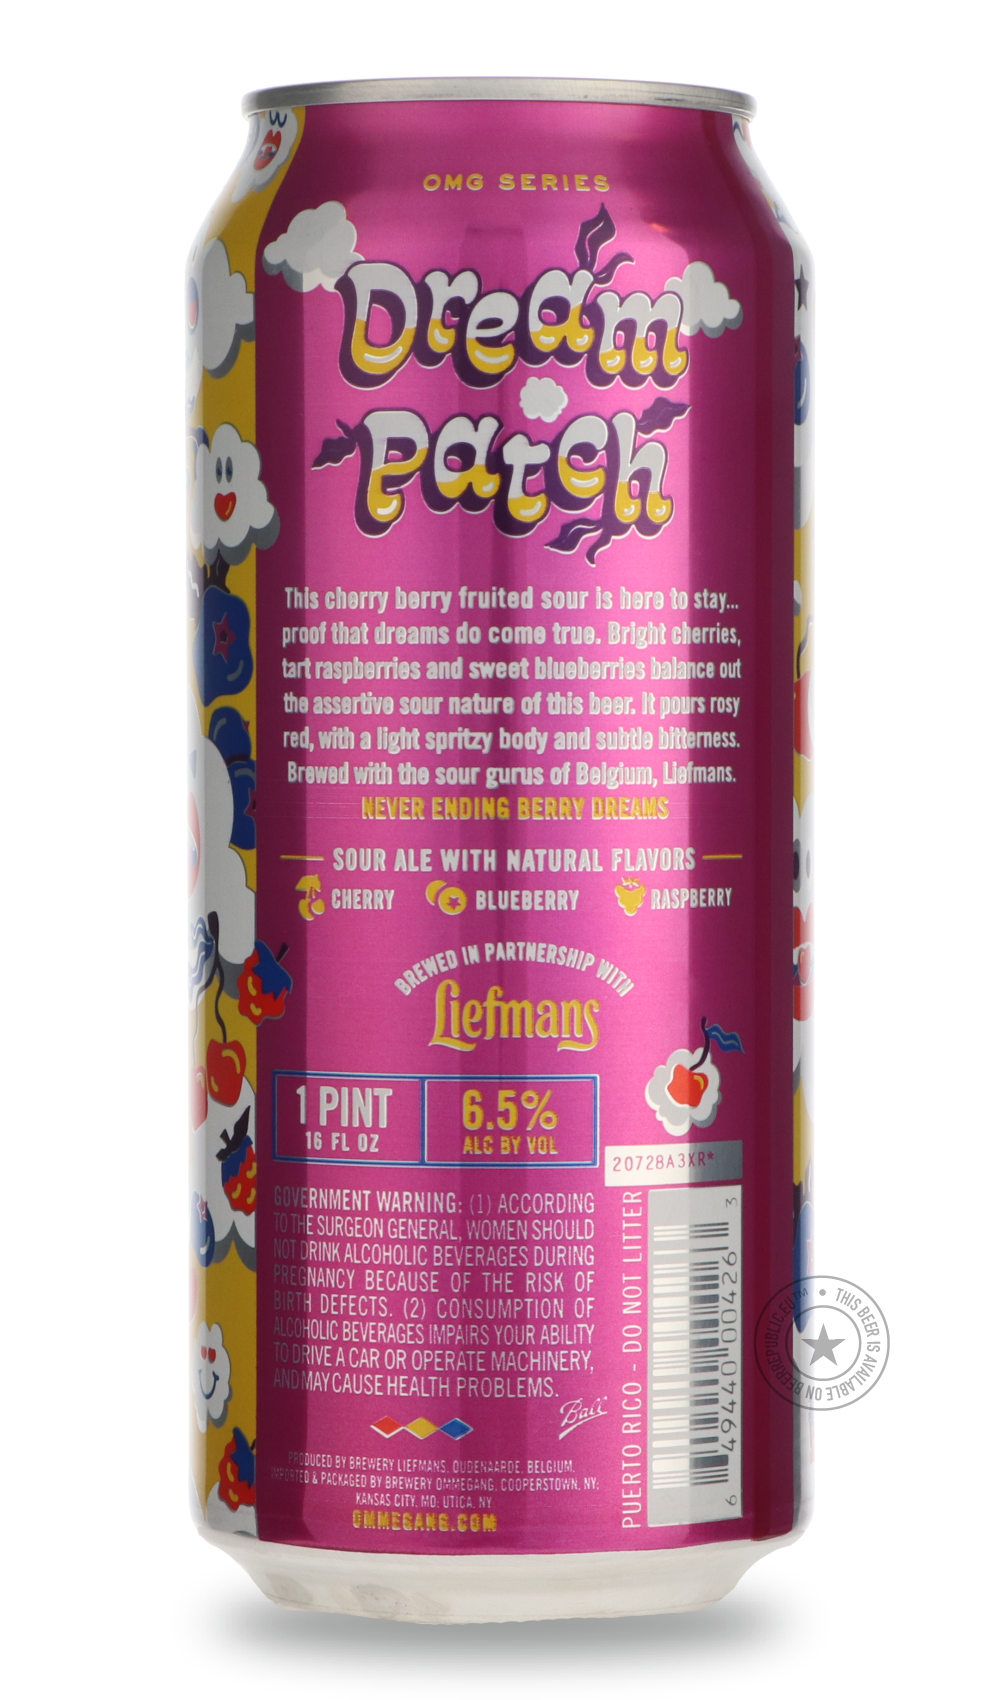 OMG SERIES
Dream
Patch
This cherry berry fruited sour is here to stay...
proof that dreams do come true. Bright cherries,
tart raspberries and sweet blueberries balance out
the assertive sour nature of this beer. It pours rosy
red, with a light spritzy body and subtle bitterness.
Brewed with the sour gurus of Belgium, Liefmans.
NEVER ENDING BERRY DREAMS
SOUR ALE WITH NATURAL FLAVORS
CHERRY BLUEBERRY RASPBERRY
BREWED IN PARTNERSHIP WITH
Liefmans
1 PINT
16 FL OZ
6.5%
ALC BY VOL
20728A3XR*
GOVERNMENT WARNING: (1) ACCORDING
TO THE SURGEON GENERAL, WOMEN SHOULD
NOT DRINK ALCOHOLIC BEVERAGES DURING
PREGNANCY BECAUSE OF THE RISK OF
BIRTH DEFECTS. (2) CONSUMPTION OF
ALCOHOLIC BEVERAGES IMPAIRS YOUR ABILITY
TO DRIVE A CAR OR OPERATE MACHINERY,
AND MAY CAUSE HEALTH PROBLEMS.
Ball
PRODUCED BY BREWERY LIEFMANS, OUDENAARDE, BELGIUM.
IMPORTED & PACKAGED BY BREWERY OMMEGANG, COOPERSTOWN, NY;
KANSAS CITY, MO; UTICA, NY
OMMEGANG.COM
PUERTO RICO - DO NOT LITTER
6 49440 00426 3
THIS BEER IS AVAILABLE ON BEERREPUBLIC.EU™